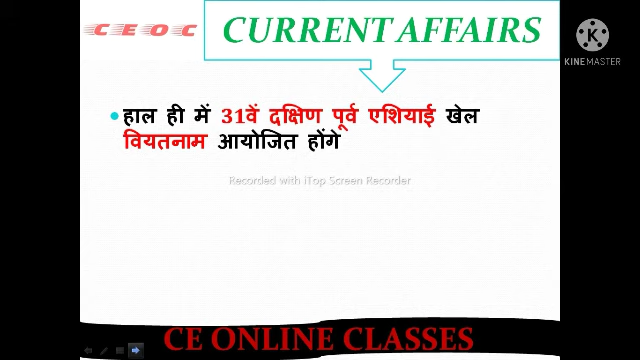 CEOC
CURRENT AFFAIRS
K
KINEMASTER
•हाल ही में 31वें दक्षिण पूर्व एशियाई खेल
वियतनाम आयोजित होंगे
Recorded with iTop Screen Recorder
CE ONLINE CLASSES